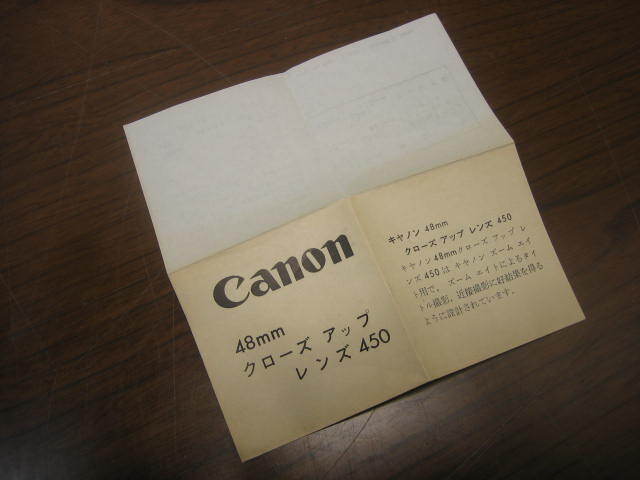 Canon
48mm
クローズ アップ
レンズ 450
キヤノン 48mm
クローズ アップ レンズ 450
キヤノン48mmクローズ アップ レ
ンズ450は キヤノン ズーム エイ
ト用で、ズーム エイトによるタイ
トル撮影、近接撮影に好結果を得る
ように設計されています。